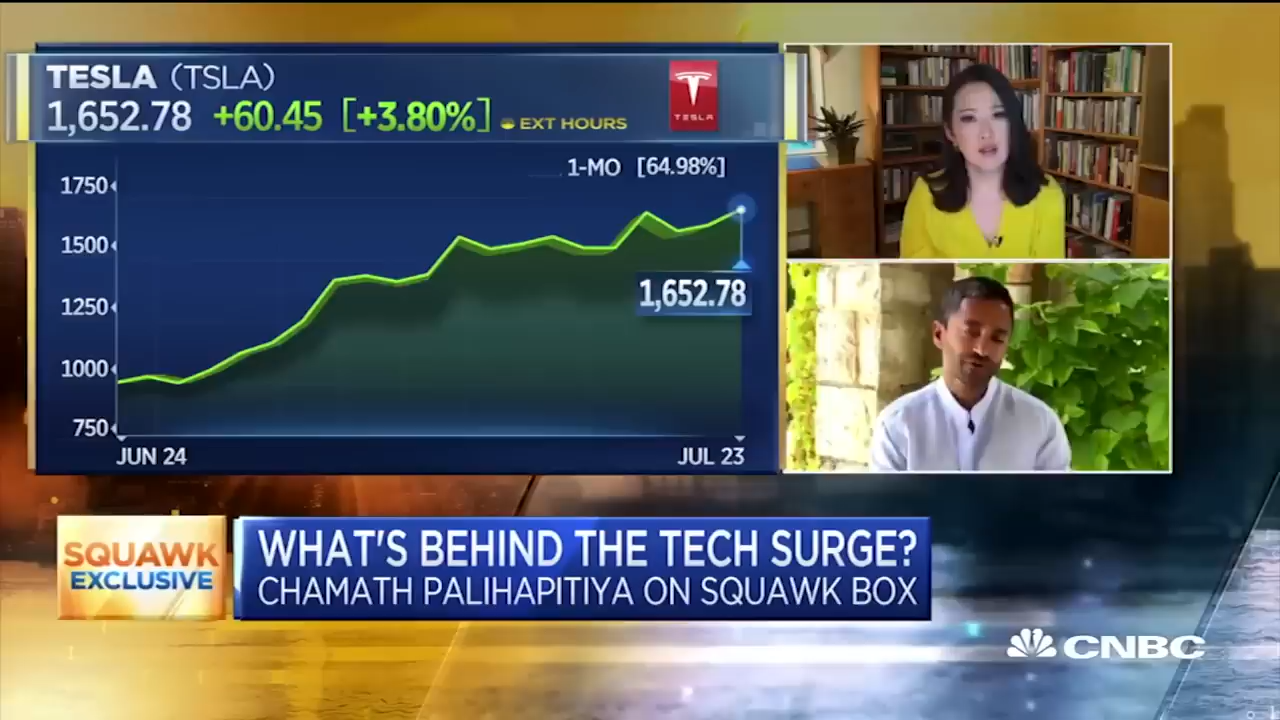 TESLA (TSLA)
1,652.78 +60.45 [+3.80%] EXT HOURS
TESLA
1-MO [64.98%]
1750
1500
1250
1000
750
1,652.78
JUN 24 JUL 23
SQUAWK
EXCLUSIVE
WHAT'S BEHIND THE TECH SURGE?
CHAMATH PALIHAPITIYA ON SQUAWK BOX
CNBC